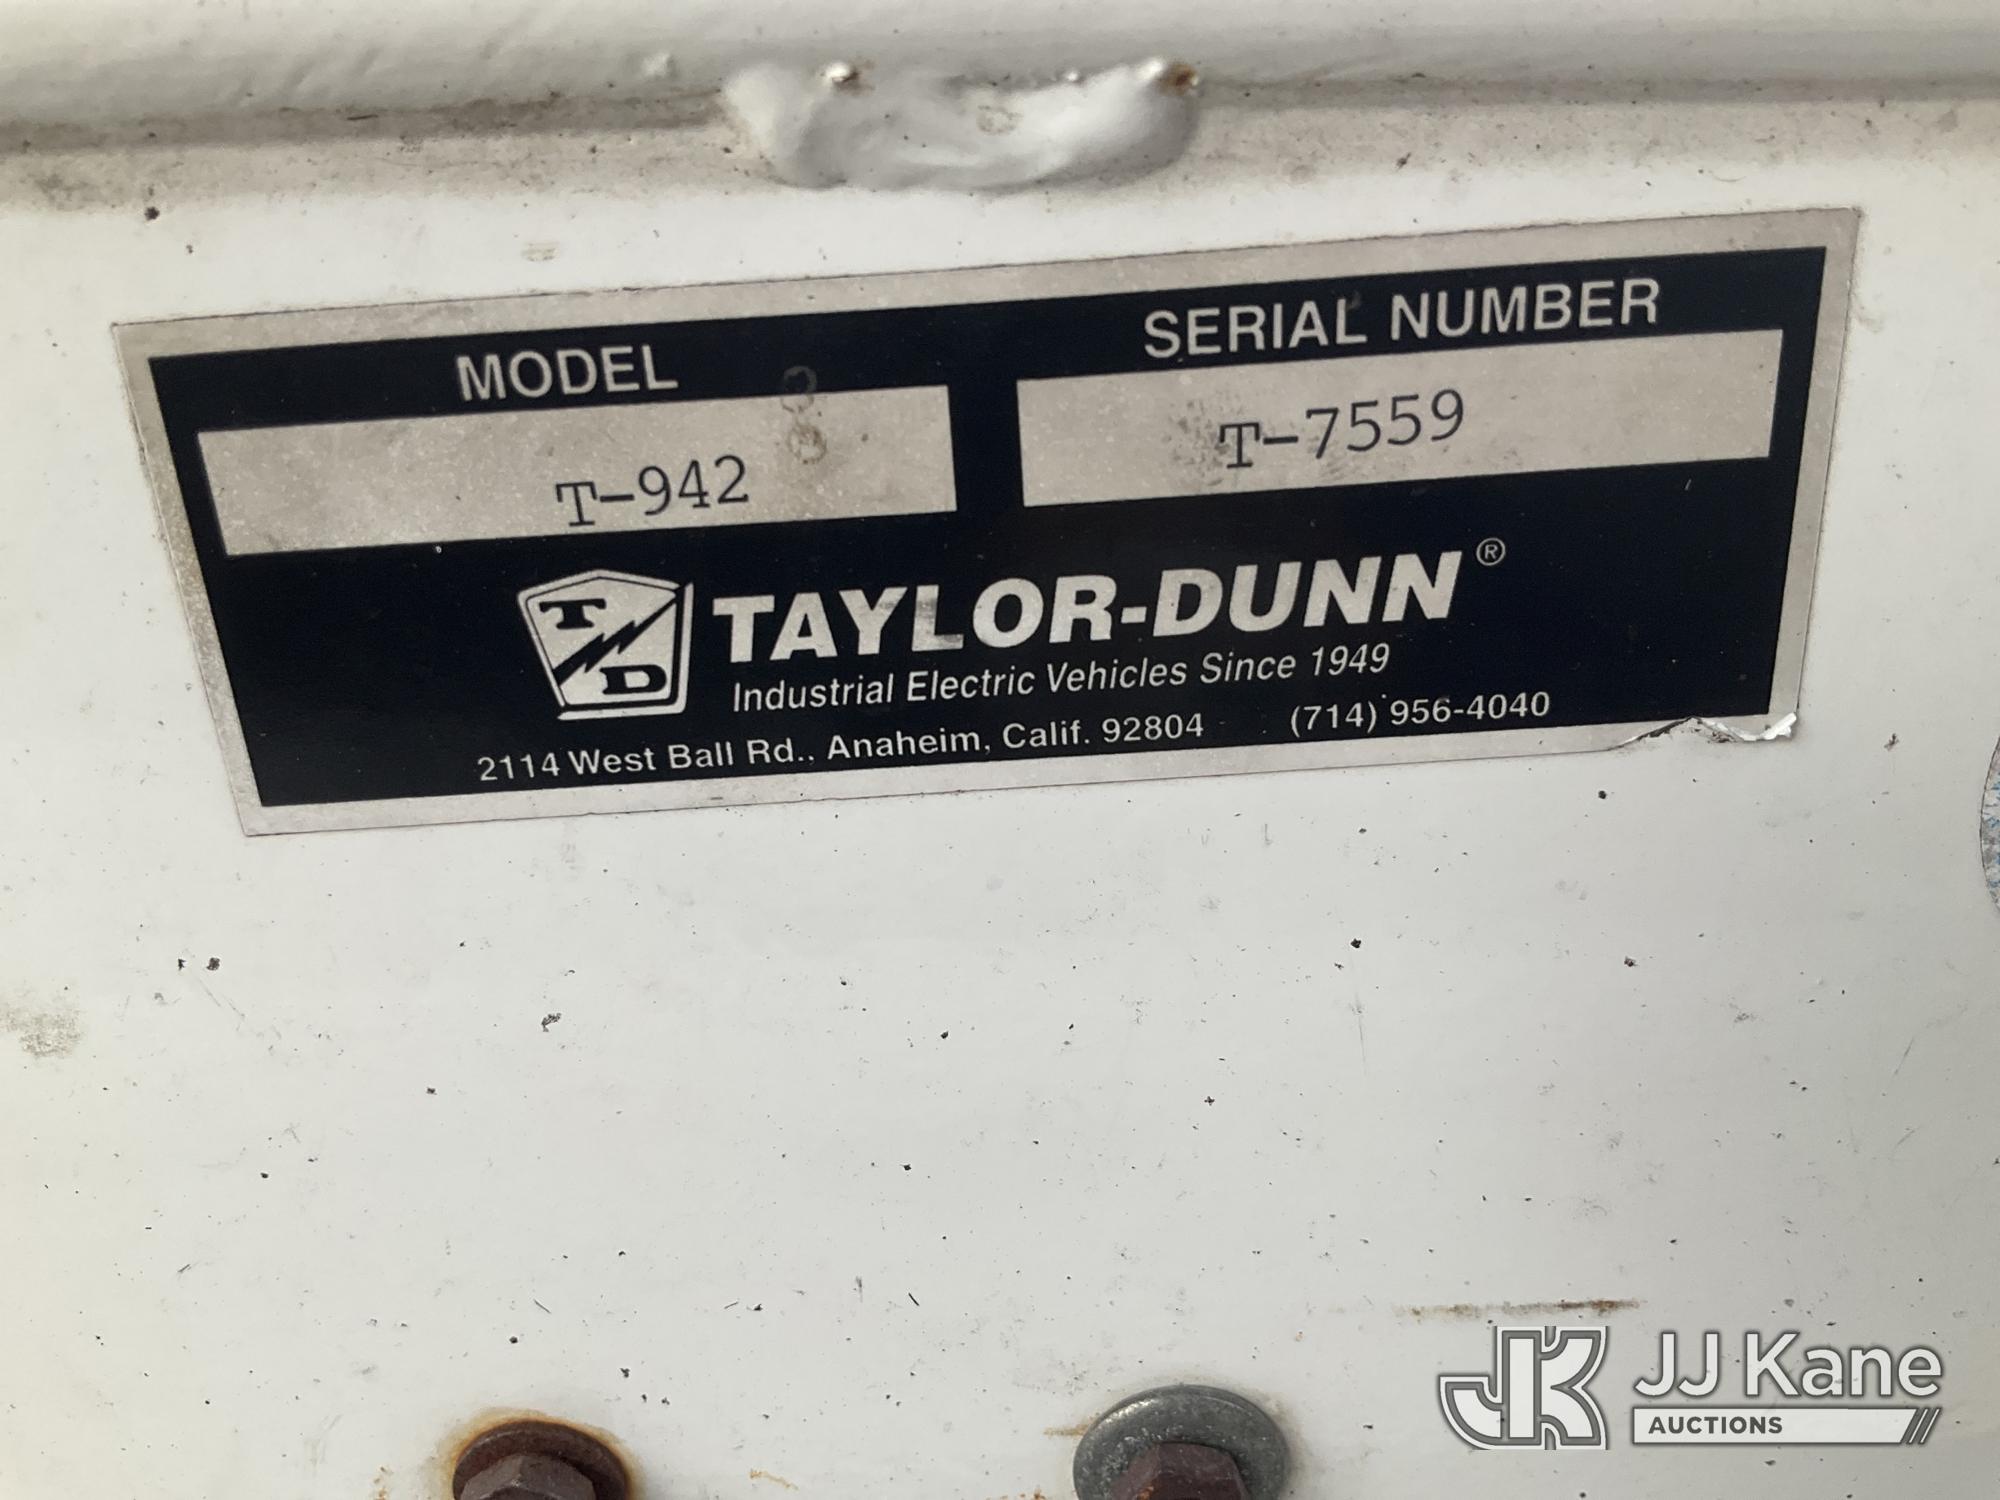 MODEL
SERIAL NUMBER
T-942
T-7559
T D
TAYLOR-DUNN®
Industrial Electric Vehicles Since 1949
2114 West Ball Rd., Anaheim, Calif. 92804 (714) 956-4040
JK JJ Kane
AUCTIONS